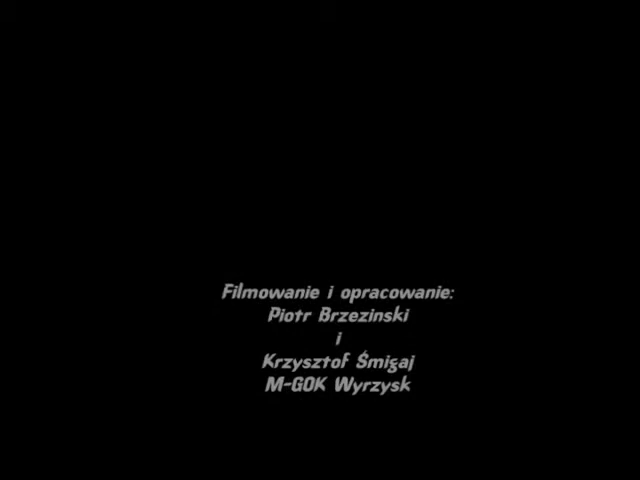 Filmowanie i opracowanie:
Piotr Brzezinski
i
Krzysztof Śmigaj
M-GOK Wyrzysk